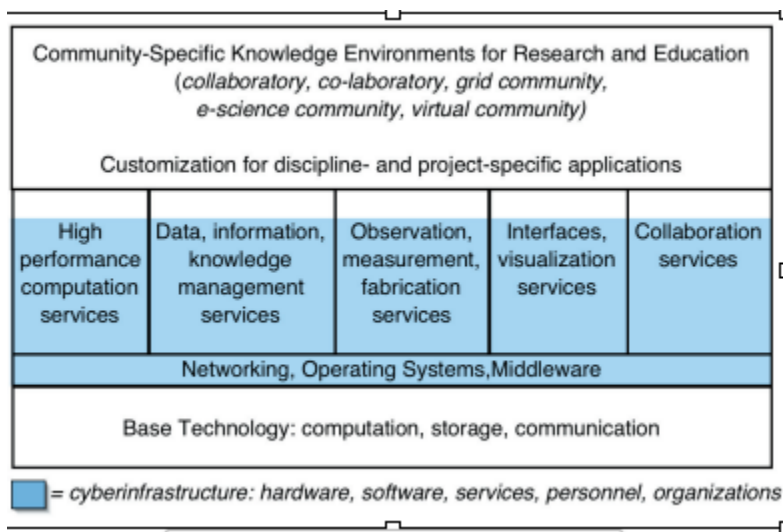 Community-Specific Knowledge Environments for Research and Education
(collaboratory, co-laboratory, grid community,
e-science community, virtual community)
Customization for discipline- and project-specific applications
High
performance
computation
services
Data, information,
knowledge
management
services
Observation,
measurement,
fabrication
services
Interfaces,
visualization
services
Collaboration
services
Networking, Operating Systems,Middleware
Base Technology: computation, storage, communication
= cyberinfrastructure: hardware, software, services, personnel, organizations